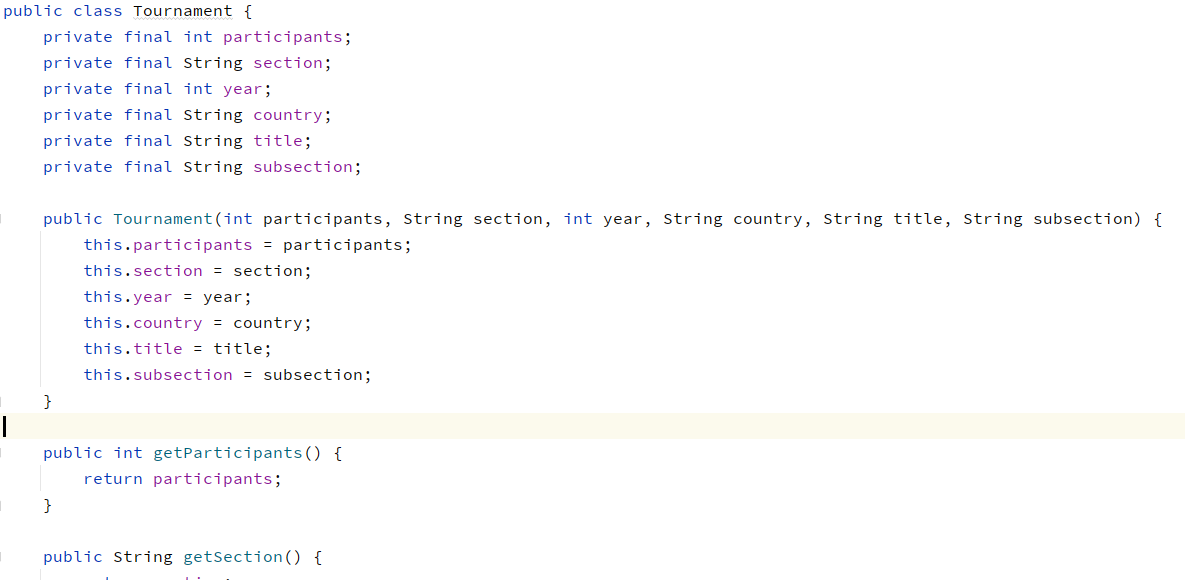 public class Tournament {
    private final int participants;
    private final String section;
    private final int year;
    private final String country;
    private final String title;
    private final String subsection;

    public Tournament(int participants, String section, int year, String country, String title, String subsection) {
        this.participants = participants;
        this.section = section;
        this.year = year;
        this.country = country;
        this.title = title;
        this.subsection = subsection;
    }

    public int getParticipants() {
        return participants;
    }

    public String getSection() {